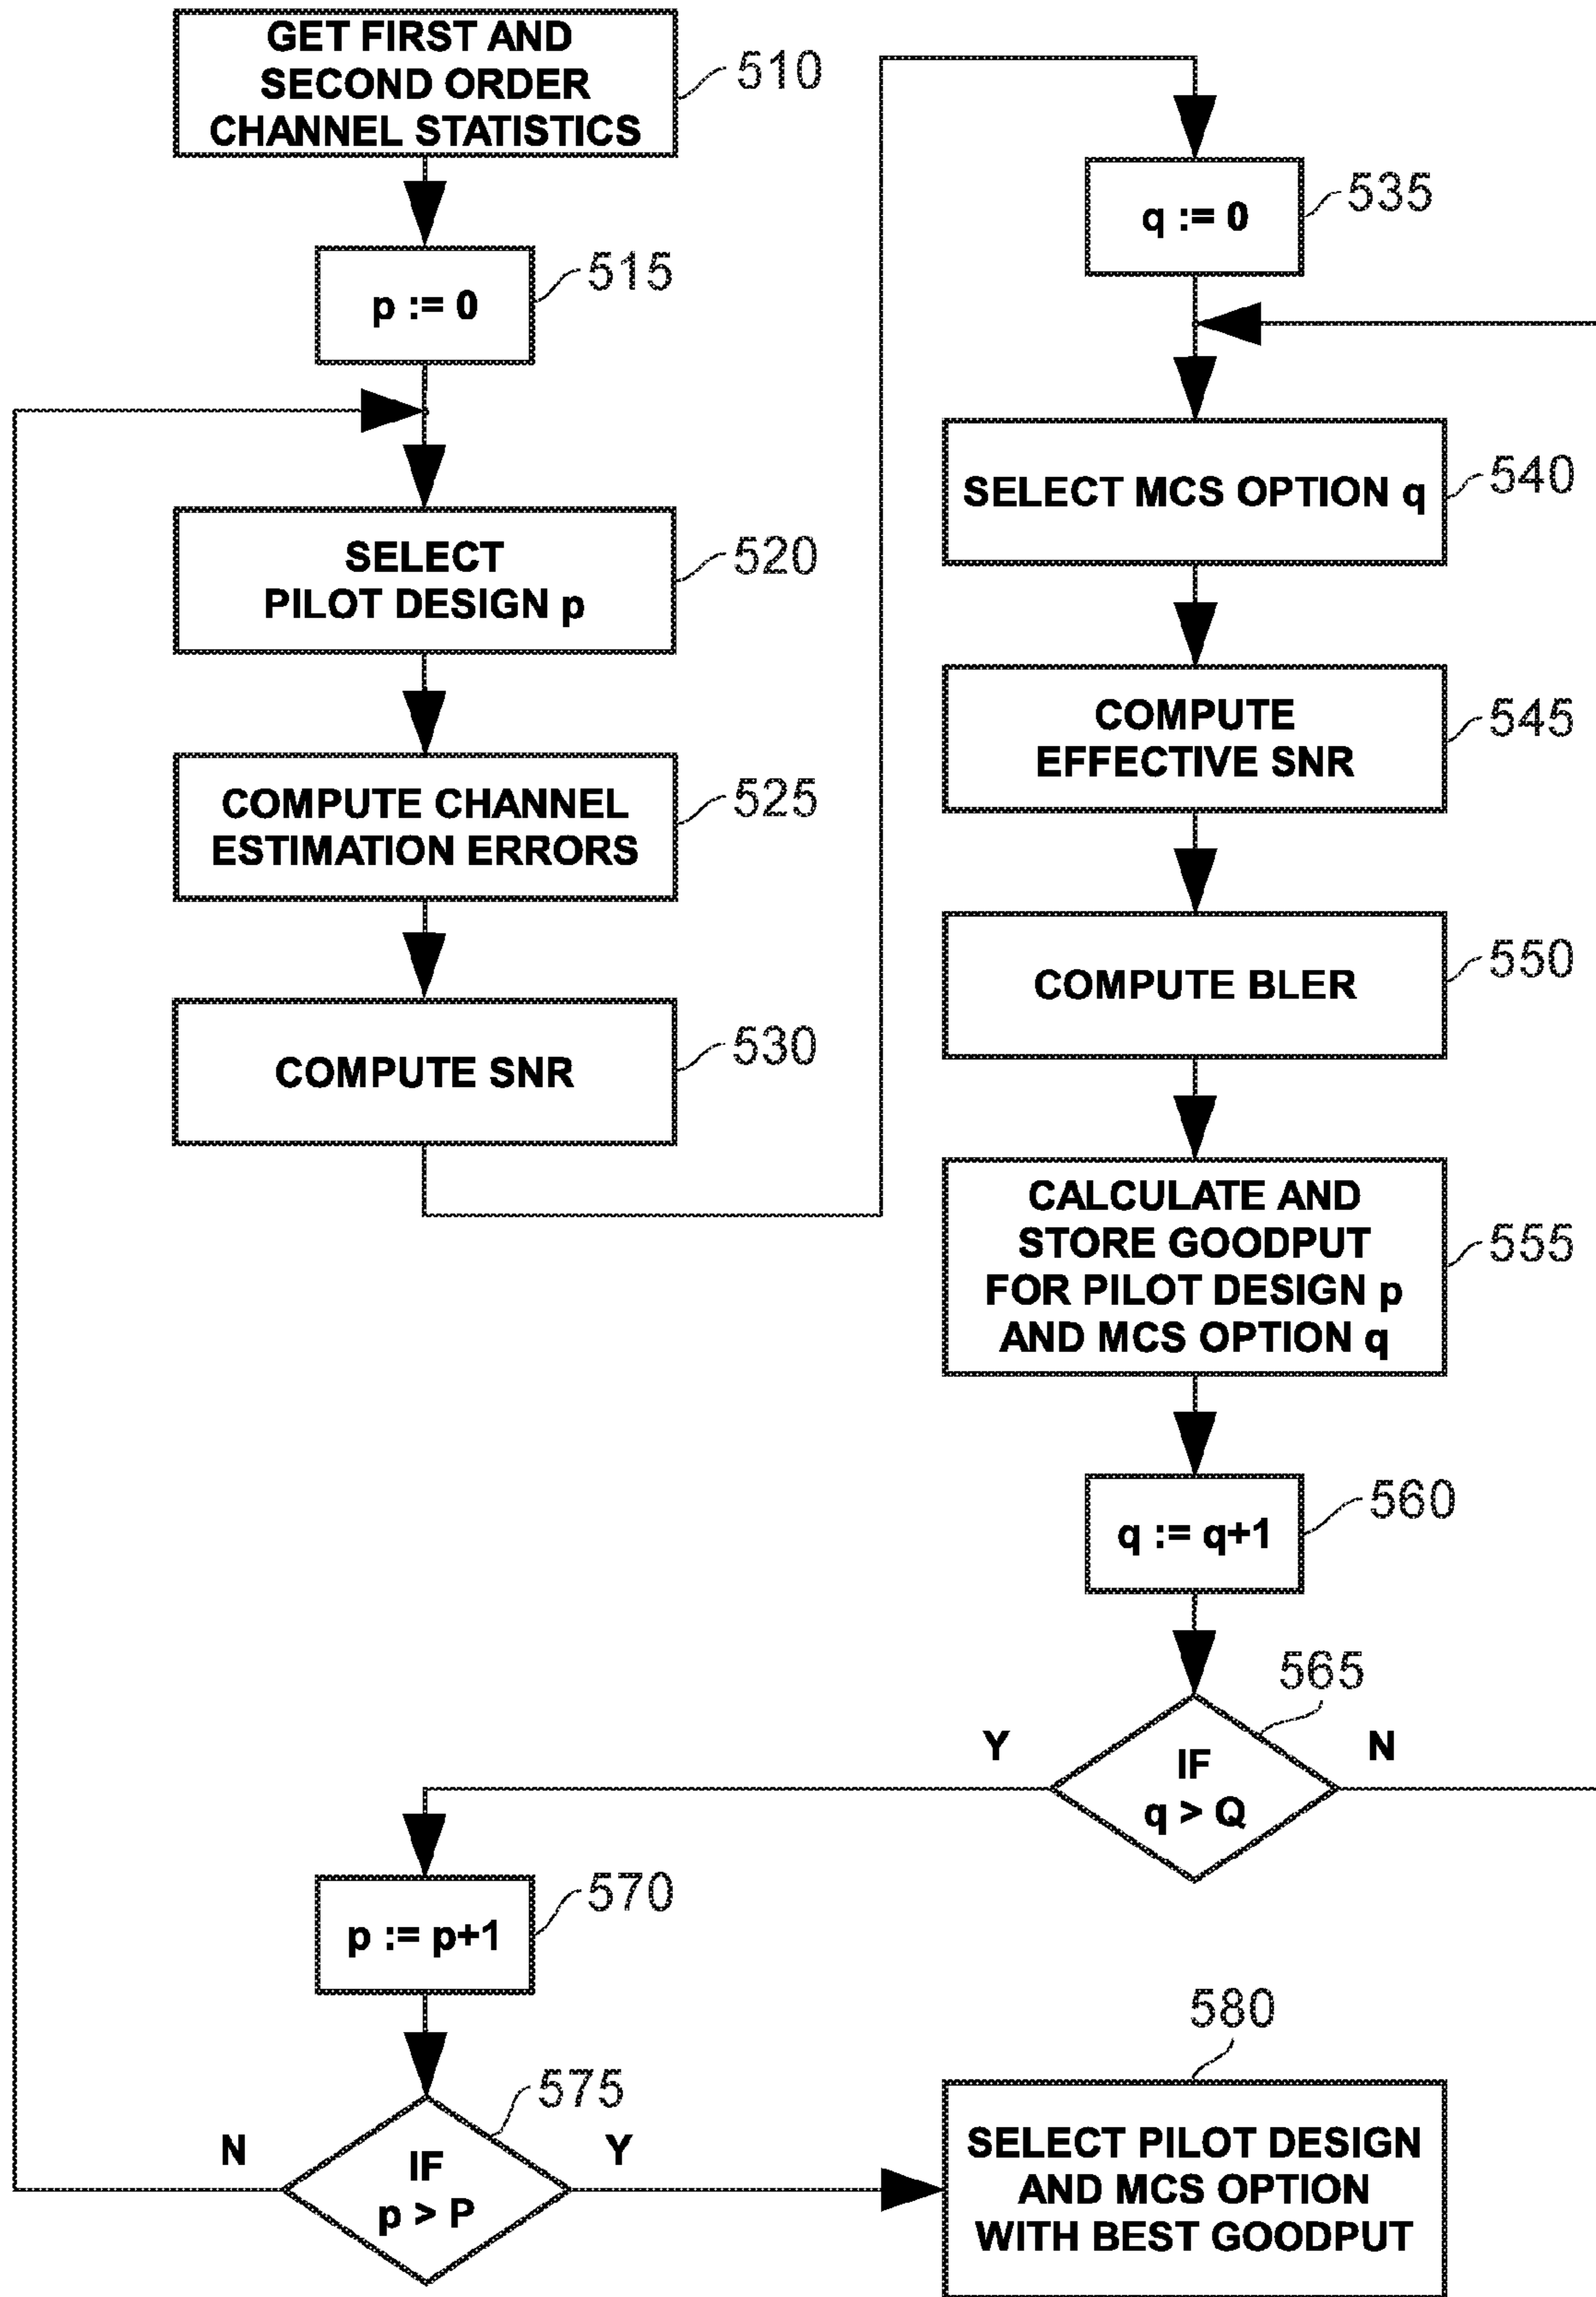 GET FIRST AND
SECOND ORDER
CHANNEL STATISTICS
510
p := 0
515
SELECT
PILOT DESIGN p
520
COMPUTE CHANNEL
ESTIMATION ERRORS
525
COMPUTE SNR
530
q := 0
535
SELECT MCS OPTION q
540
COMPUTE
EFFECTIVE SNR
545
COMPUTE BLER
550
CALCULATE AND
STORE GOODPUT
FOR PILOT DESIGN p
AND MCS OPTION q
555
q := q+1
560
565
Y
N
IF
q > Q
p := p+1
570
575
N
Y
IF
p > P
580
SELECT PILOT DESIGN
AND MCS OPTION
WITH BEST GOODPUT